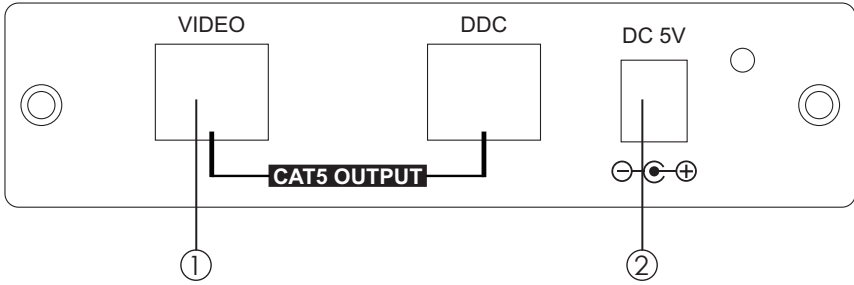 VIDEO
DDC
DC 5V
CAT5 OUTPUT
①
②